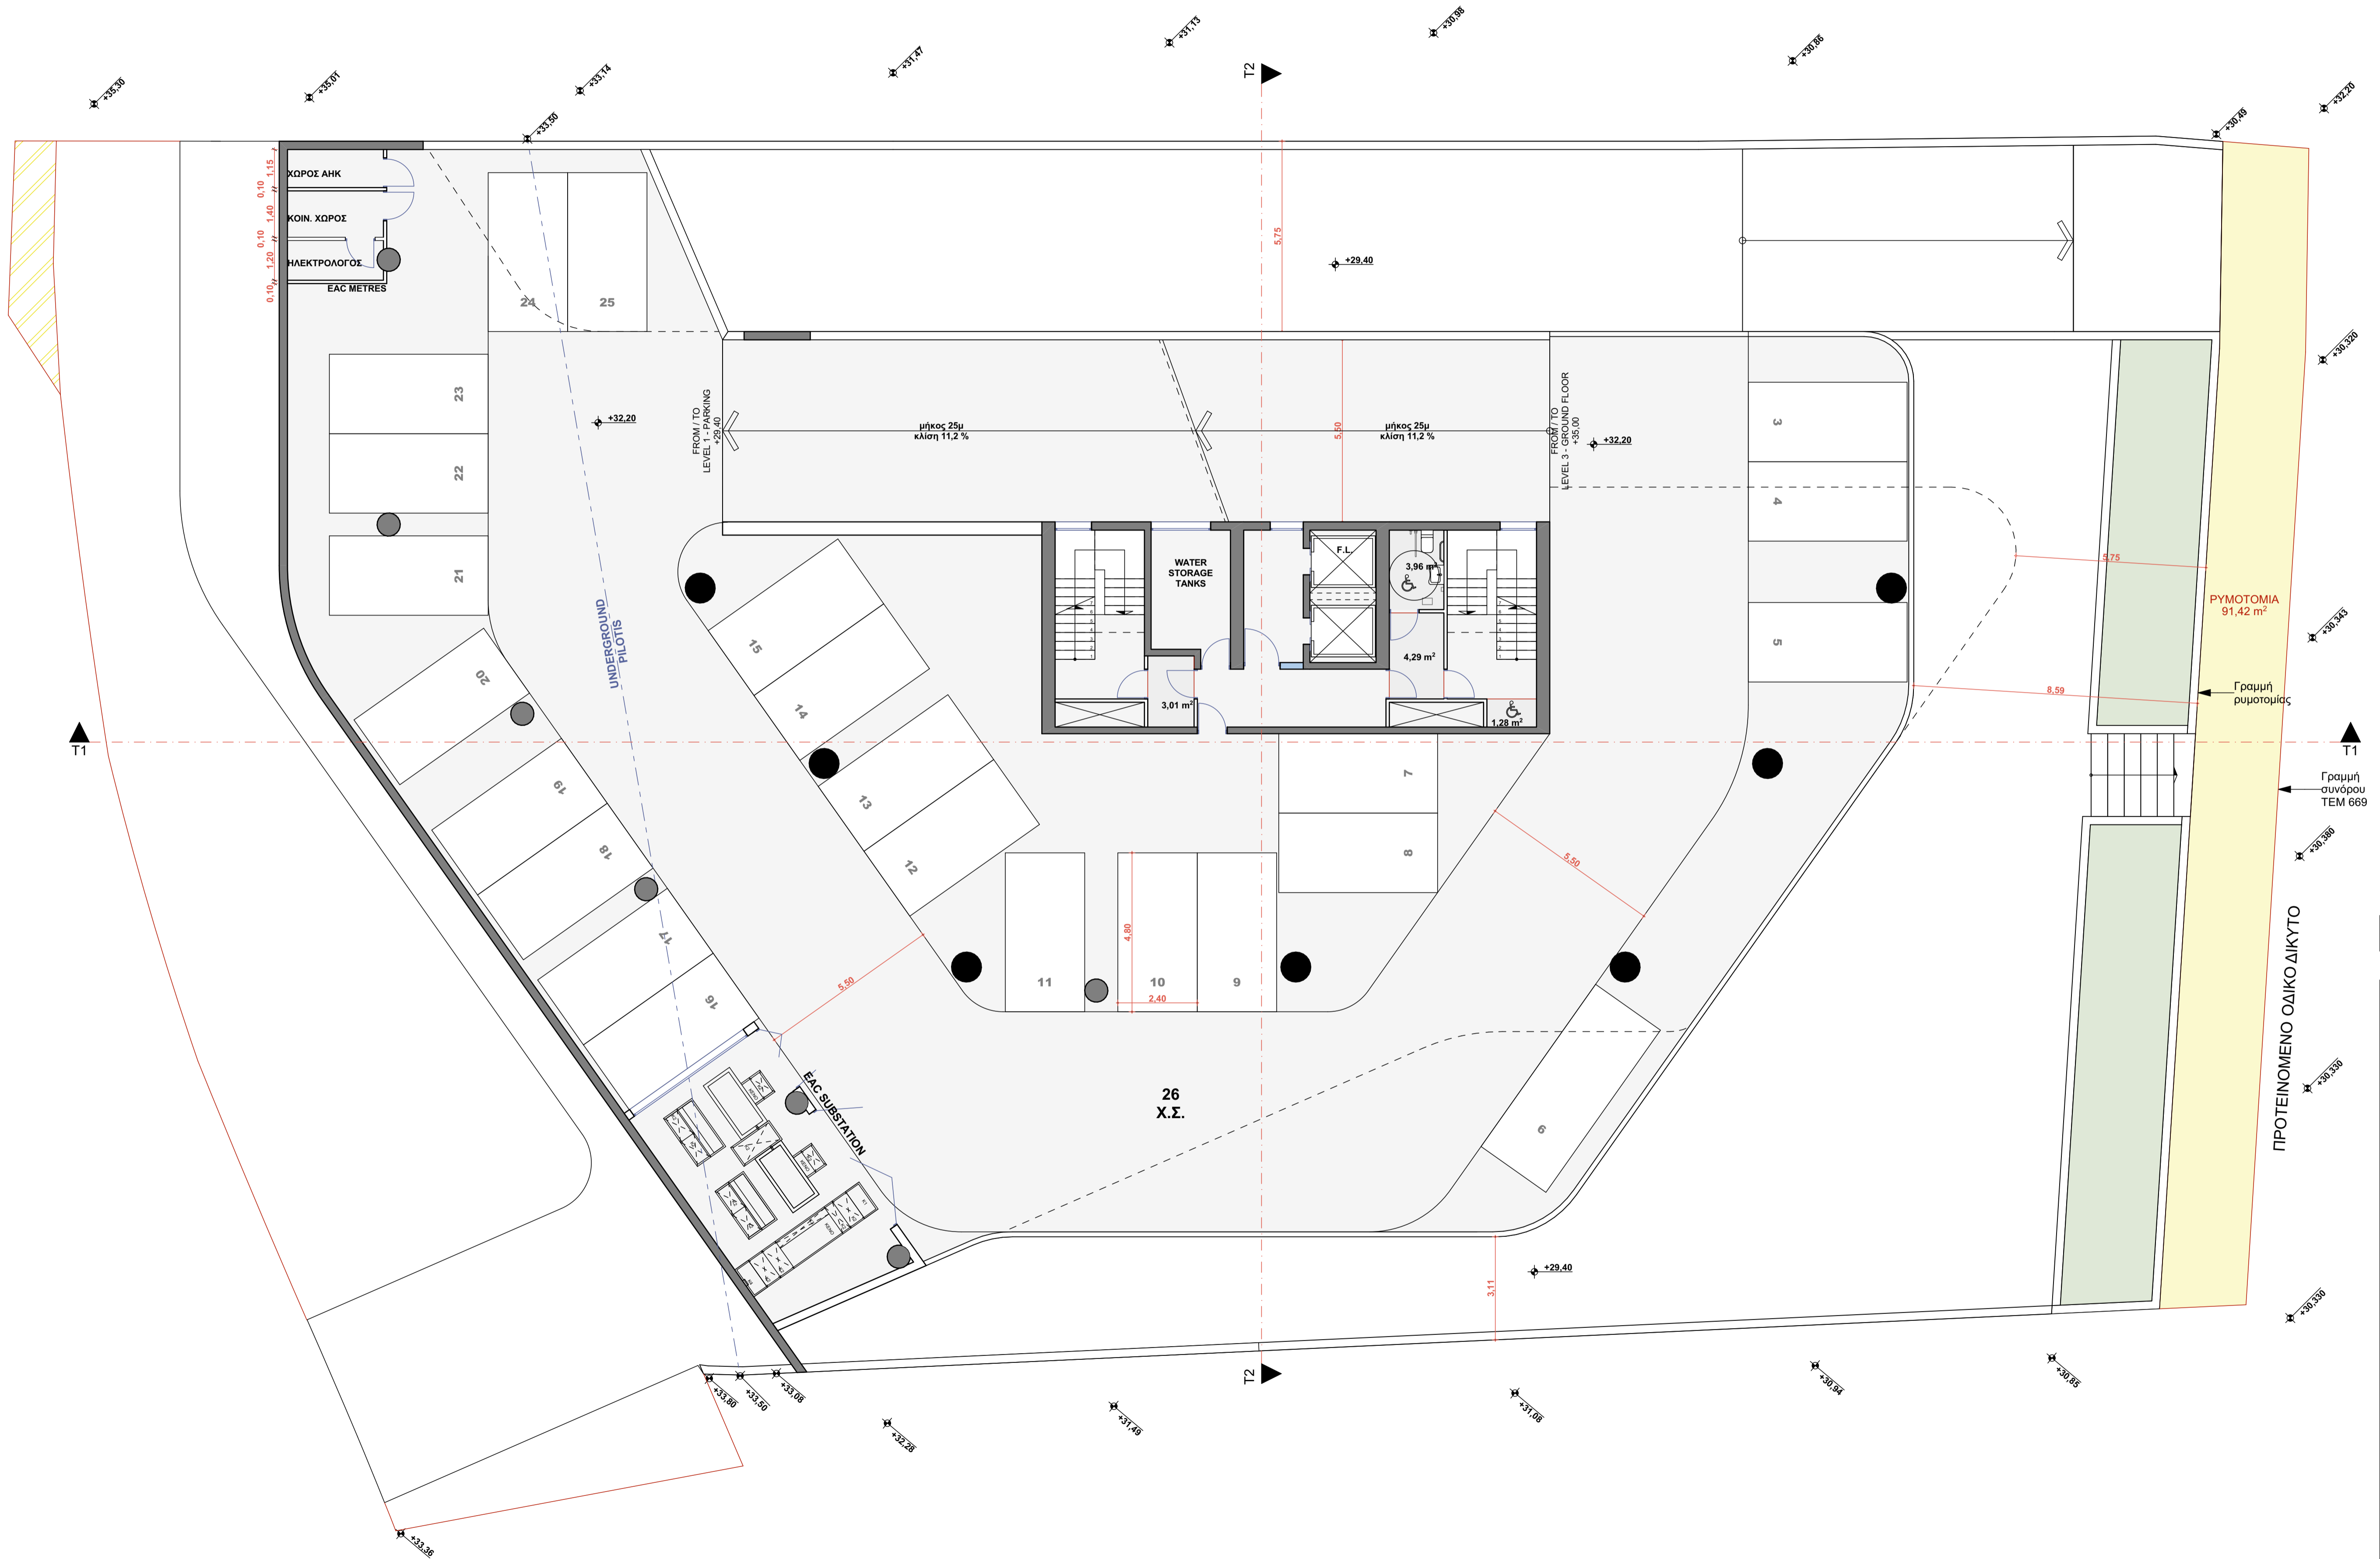 +35,30
+35,01
+33,14
+31,47
+31,13
+30,98
+30,86
+32,20
+33,50
+30,49
T2
ΧΩΡΟΣ ΑΗΚ
ΚΟΙΝ. ΧΩΡΟΣ
ΗΛΕΚΤΡΟΛΟΓΟΣ
EAC METRES
1,15
0,10
1,40
0,10
1,20
0,10
24
25
5,75
+29,40
+30,320
23
22
21
+32,20
FROM / TO
LEVEL 1 - PARKING
+29,40
μήκος 25μ
κλίση 11,2 %
μήκος 25μ
κλίση 11,2 %
5,50
FROM / TO
LEVEL 3 - GROUND FLOOR
+35,00
+32,20
3
4
5
5,75
8,59
ΡΥΜΟΤΟΜΙΑ
91,42 m²
+30,343
Γραμμή
ρυμοτομίας
UNDERGROUND
PILOTIS
WATER
STORAGE
TANKS
F.L.
3,96 m²
4,29 m²
3,01 m²
1,28 m²
20
19
18
17
16
15
14
13
12
11
10
9
8
7
6
4,80
2,40
5,50
5,50
T1
T1
Γραμμή
συνόρου
ΤΕΜ 669
+30,380
ΠΡΟΤΕΙΝΟΜΕΝΟ ΟΔΙΚΟ ΔΙΚΥΤΟ
+30,330
+30,330
EAC SUBSTATION
26
Χ.Σ.
+29,40
3,11
T2
+33,80
+33,50
+33,08
+32,28
+31,49
+31,08
+30,94
+30,85
+33,36